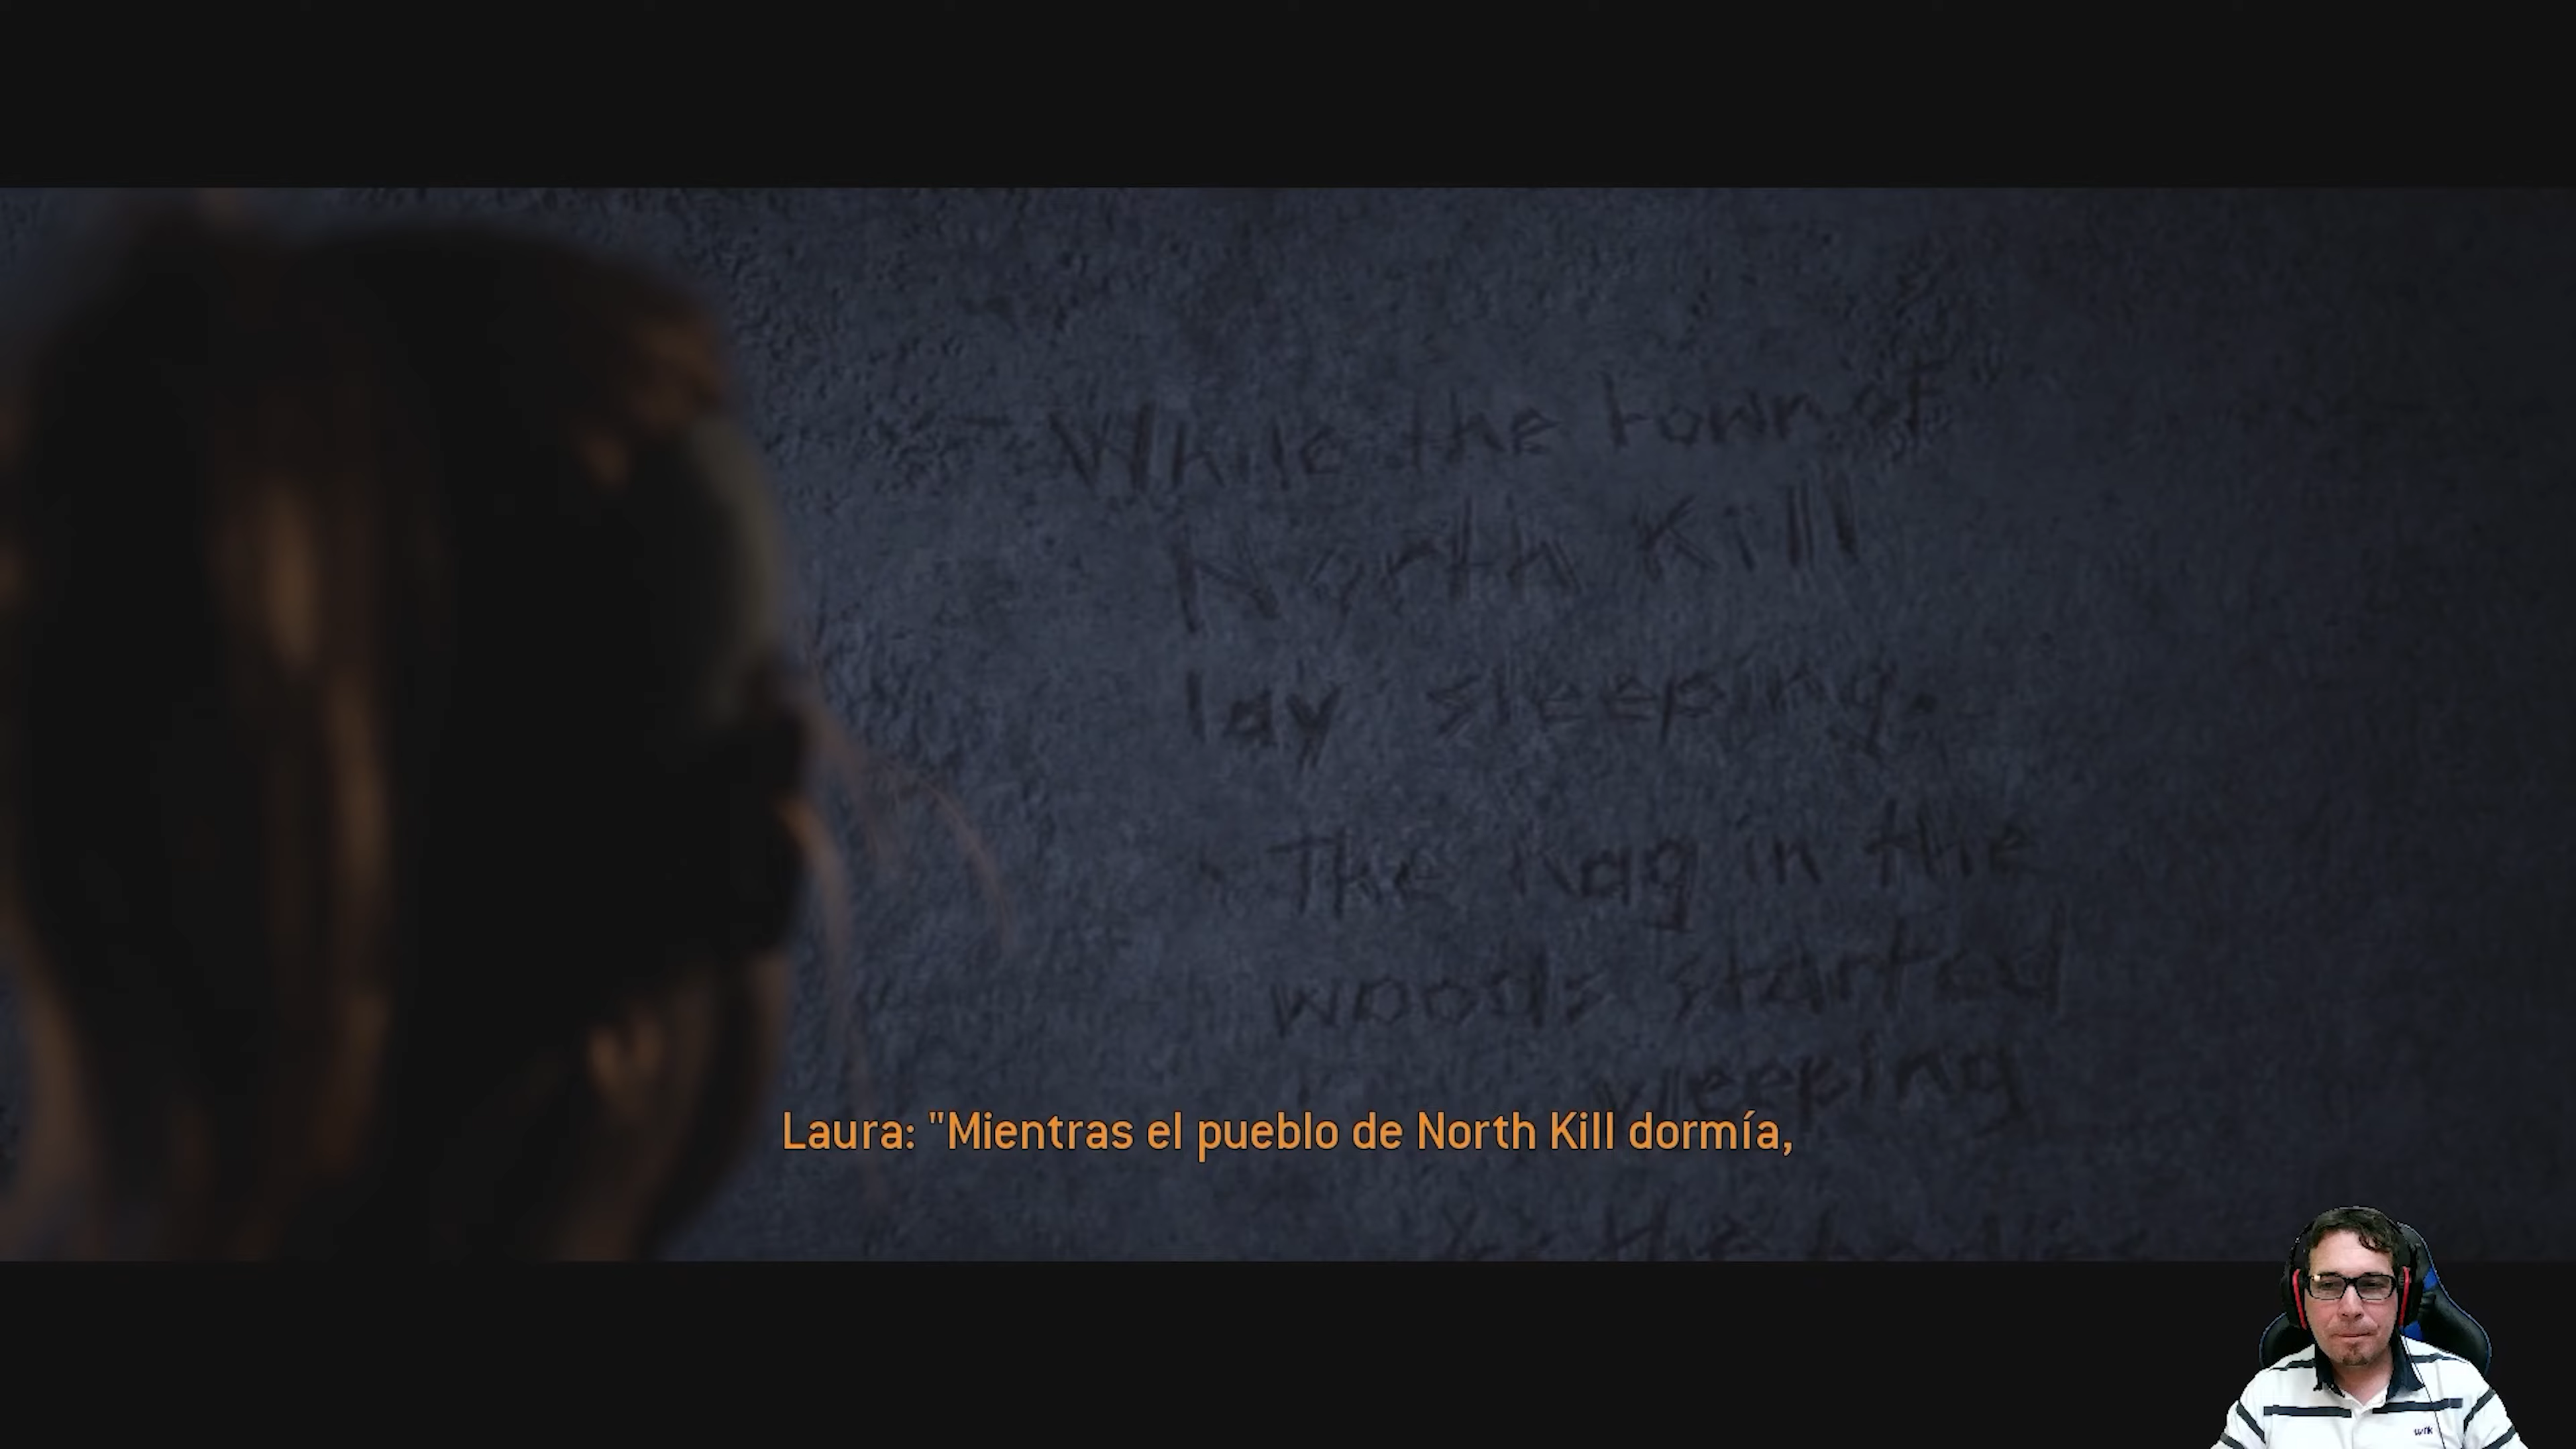 While the town of
North Kill
lay sleeping.
The hag in the
woods started
weeping
Laura: "Mientras el pueblo de North Kill dormía,